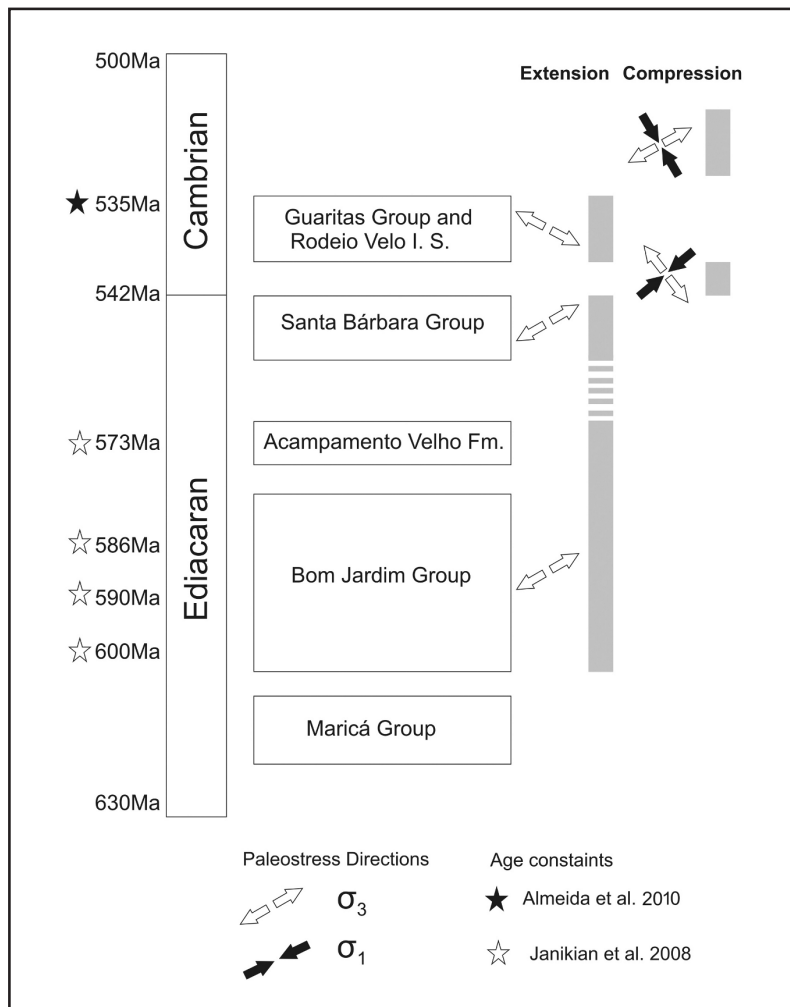 500Ma
Extension Compression
Cambrian
535Ma
Guaritas Group and
Rodeio Velo I. S.
542Ma
Santa Bárbara Group
573Ma
Acampamento Velho Fm.
Ediacaran
586Ma
Bom Jardim Group
590Ma
600Ma
Maricá Group
630Ma
Paleostress Directions
σ3
σ1
Age constaints
Almeida et al. 2010
Janikian et al. 2008